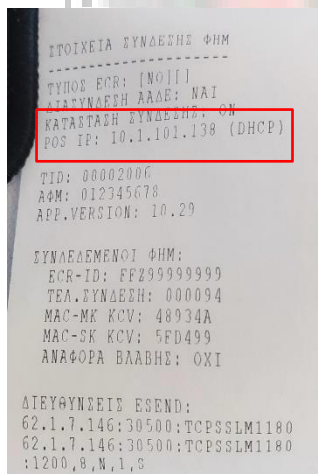 ΣΤΟΙΧΕΙΑ ΣΥΝΔΕΣΗΣ ΦΗΜ
------------------------
ΤΥΠΟΣ ECR: [NO][]
ΔΙΑΣΥΝΔΕΣΗ ΑΑΔΕ: ΝΑΙ
ΚΑΤΑΣΤΑΣΗ ΣΥΝΔΕΣΗΣ: ON
POS IP: 10.1.101.138 (DHCP)
TID: 00002006
ΑΦΜ: 012345678
APP.VERSION: 10.29
ΣΥΝΔΕΔΕΜΕΝΟΙ ΦΗΜ:
ECR-ID: FFZ99999999
ΤΕΛ.ΣΥΝΔΕΣΗ: 000094
MAC-MK KCV: 48934A
MAC-SK KCV: 5FD499
ΑΝΑΦΟΡΑ ΒΛΑΒΗΣ: ΟΧΙ
ΔΙΕΥΘΥΝΣΕΙΣ ESEND:
62.1.7.146:30500:TCPSSLM1180
62.1.7.146:30500:TCPSSLM1180
:1200,8,N,1,S